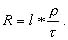 R = l * ρ/τ.